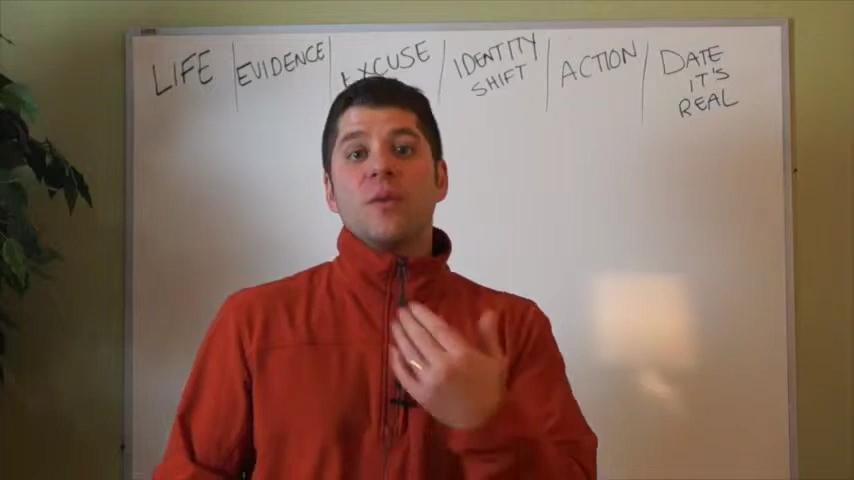 LIFE
EVIDENCE
EXCUSE
IDENTITY
SHIFT
ACTION
DATE
IT'S
REAL